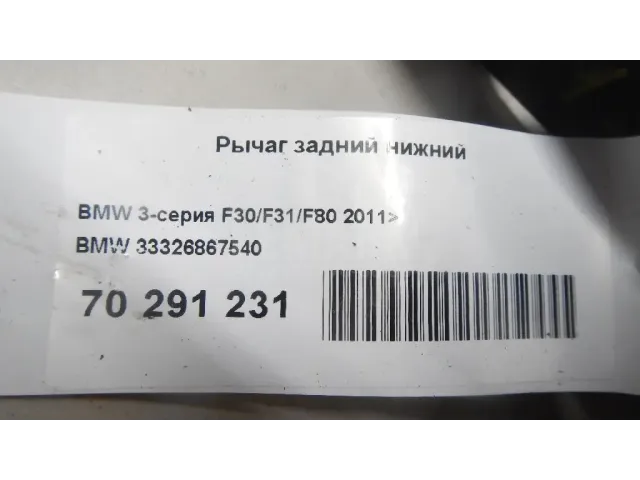 Рычаг задний нижний
BMW 3-серия F30/F31/F80 2011>
BMW 33326867540
70 291 231